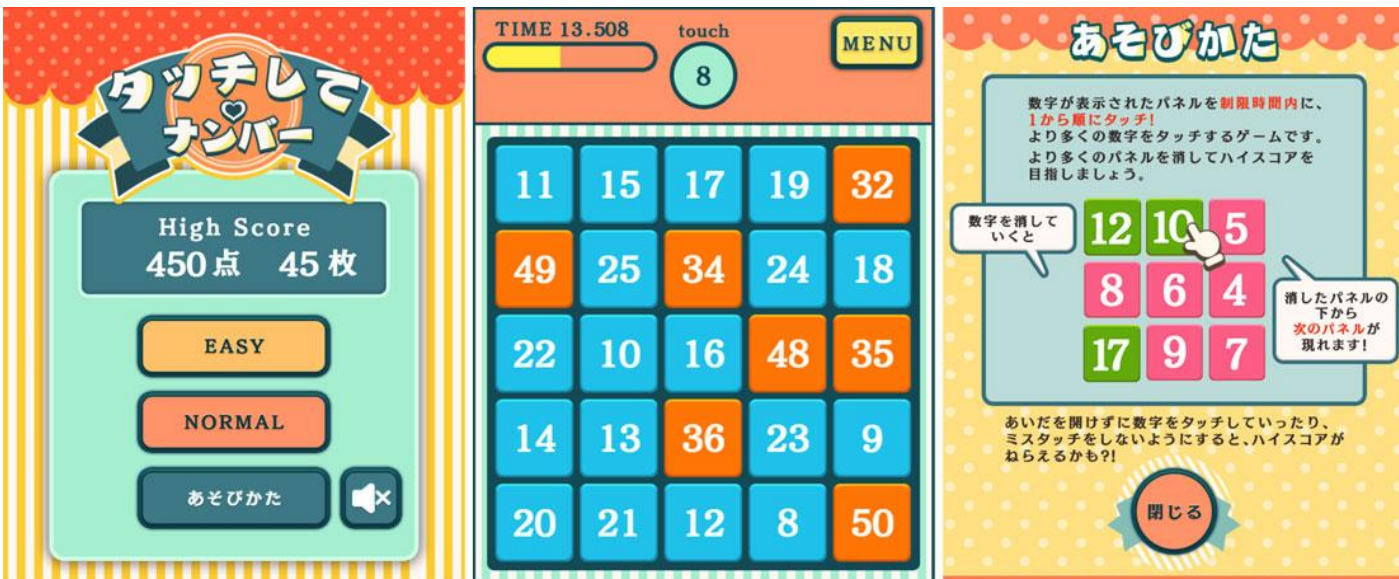 タッチして
ナンバー
High Score
450点 45枚
EASY
NORMAL
あそびかた
TIME 13.508
touch
8
MENU
11 15 17 19 32
49 25 34 24 18
22 10 16 48 35
14 13 36 23 9
20 21 12 8 50
あそびかた
数字が表示されたパネルを制限時間内に、
1から順にタッチ!
より多くの数字をタッチするゲームです。
より多くのパネルを消してハイスコアを
目指しましょう。
数字を消して
いくと
12 10 5
8 6 4
17 9 7
消したパネルの
下から
次のパネルが
現れます!
あいだを開けずに数字をタッチしていったり、
ミスタッチをしないようにすると、ハイスコアが
ねらえるかも?!
閉じる